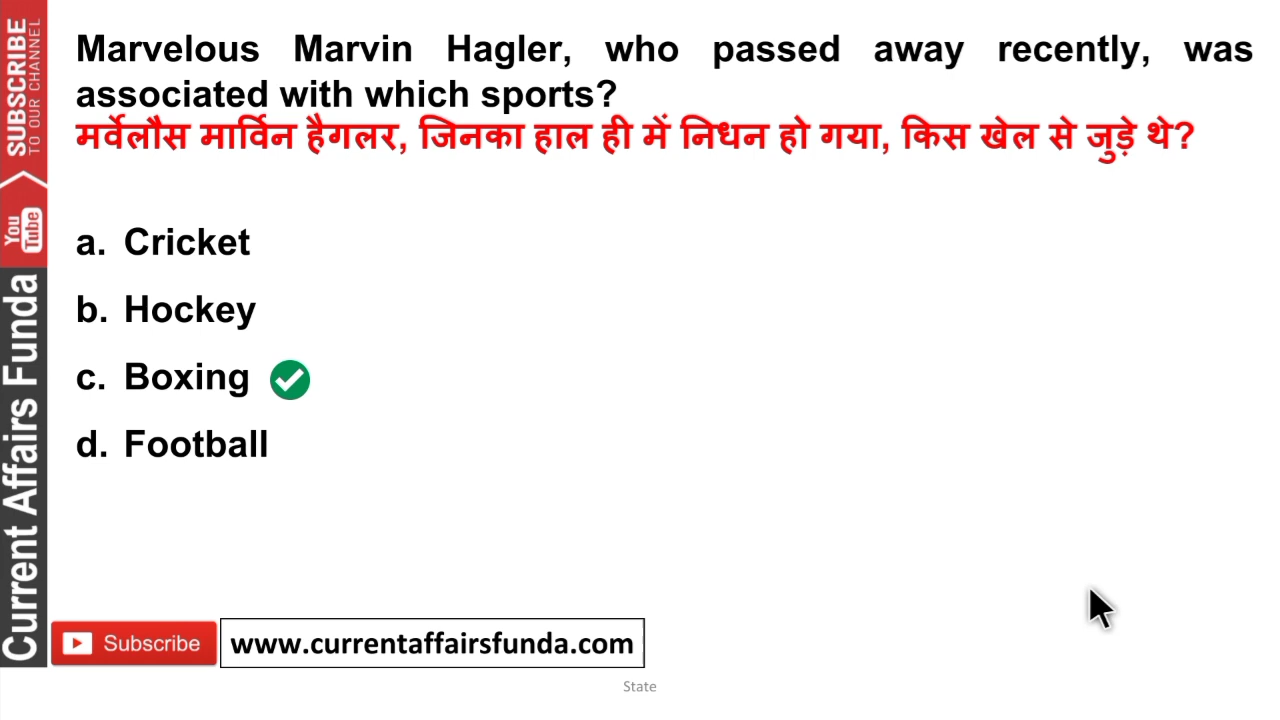 Marvelous Marvin Hagler, who passed away recently, was
associated with which sports?
मर्वेलौस मार्विन हैगलर, जिनका हाल ही में निधन हो गया, किस खेल से जुड़े थे?
a. Cricket
b. Hockey
c. Boxing
d. Football
SUBSCRIBE
TO OUR CHANNEL
You
Tube
Current Affairs Funda
Subscribe
www.currentaffairsfunda.com
State